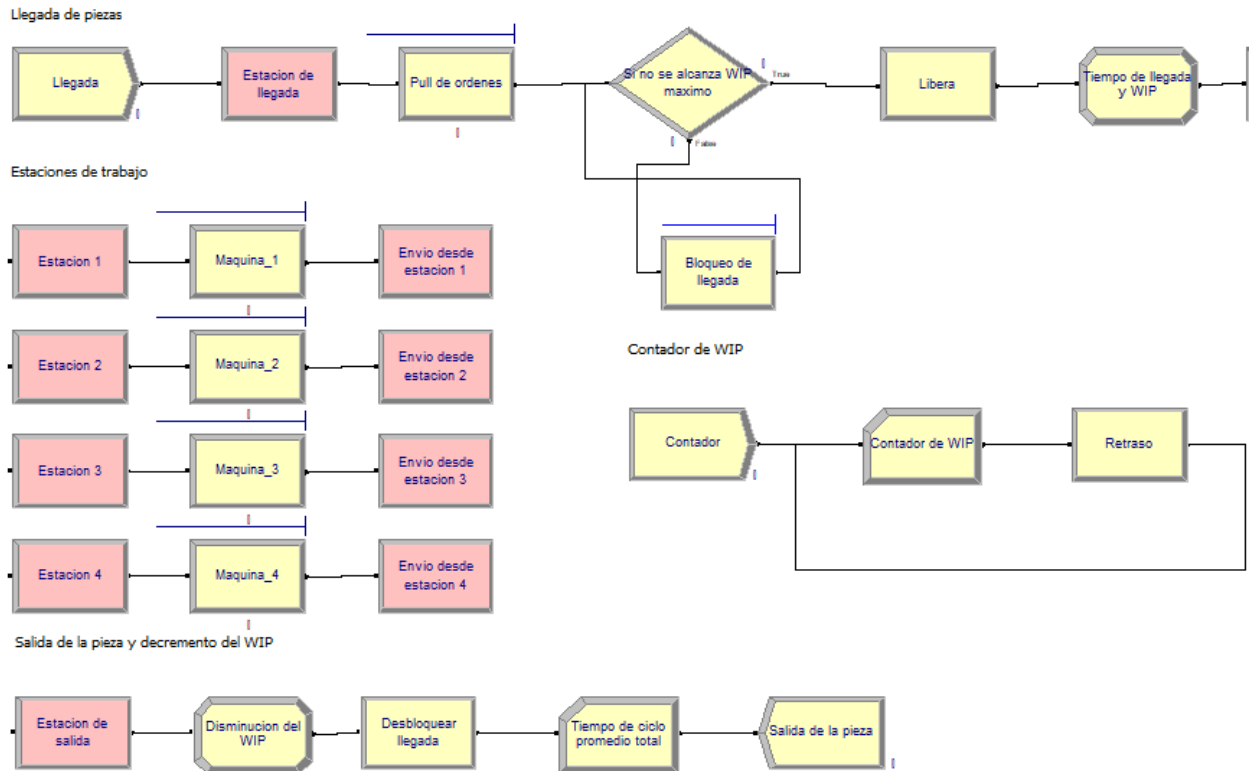 Llegada de piezas
Llegada
Estacion de
llegada
Pull de ordenes
Si no se alcanza WIP
maximo
True
False
Libera
Tiempo de llegada
y WIP
Bloqueo de
llegada
Estaciones de trabajo
Estacion 1
Maquina_1
Envio desde
estacion 1
Estacion 2
Maquina_2
Envio desde
estacion 2
Estacion 3
Maquina_3
Envio desde
estacion 3
Estacion 4
Maquina_4
Envio desde
estacion 4
Contador de WIP
Contador
Contador de WIP
Retraso
Salida de la pieza y decremento del WIP
Estacion de
salida
Disminucion del
WIP
Desbloquear
llegada
Tiempo de ciclo
promedio total
Salida de la pieza